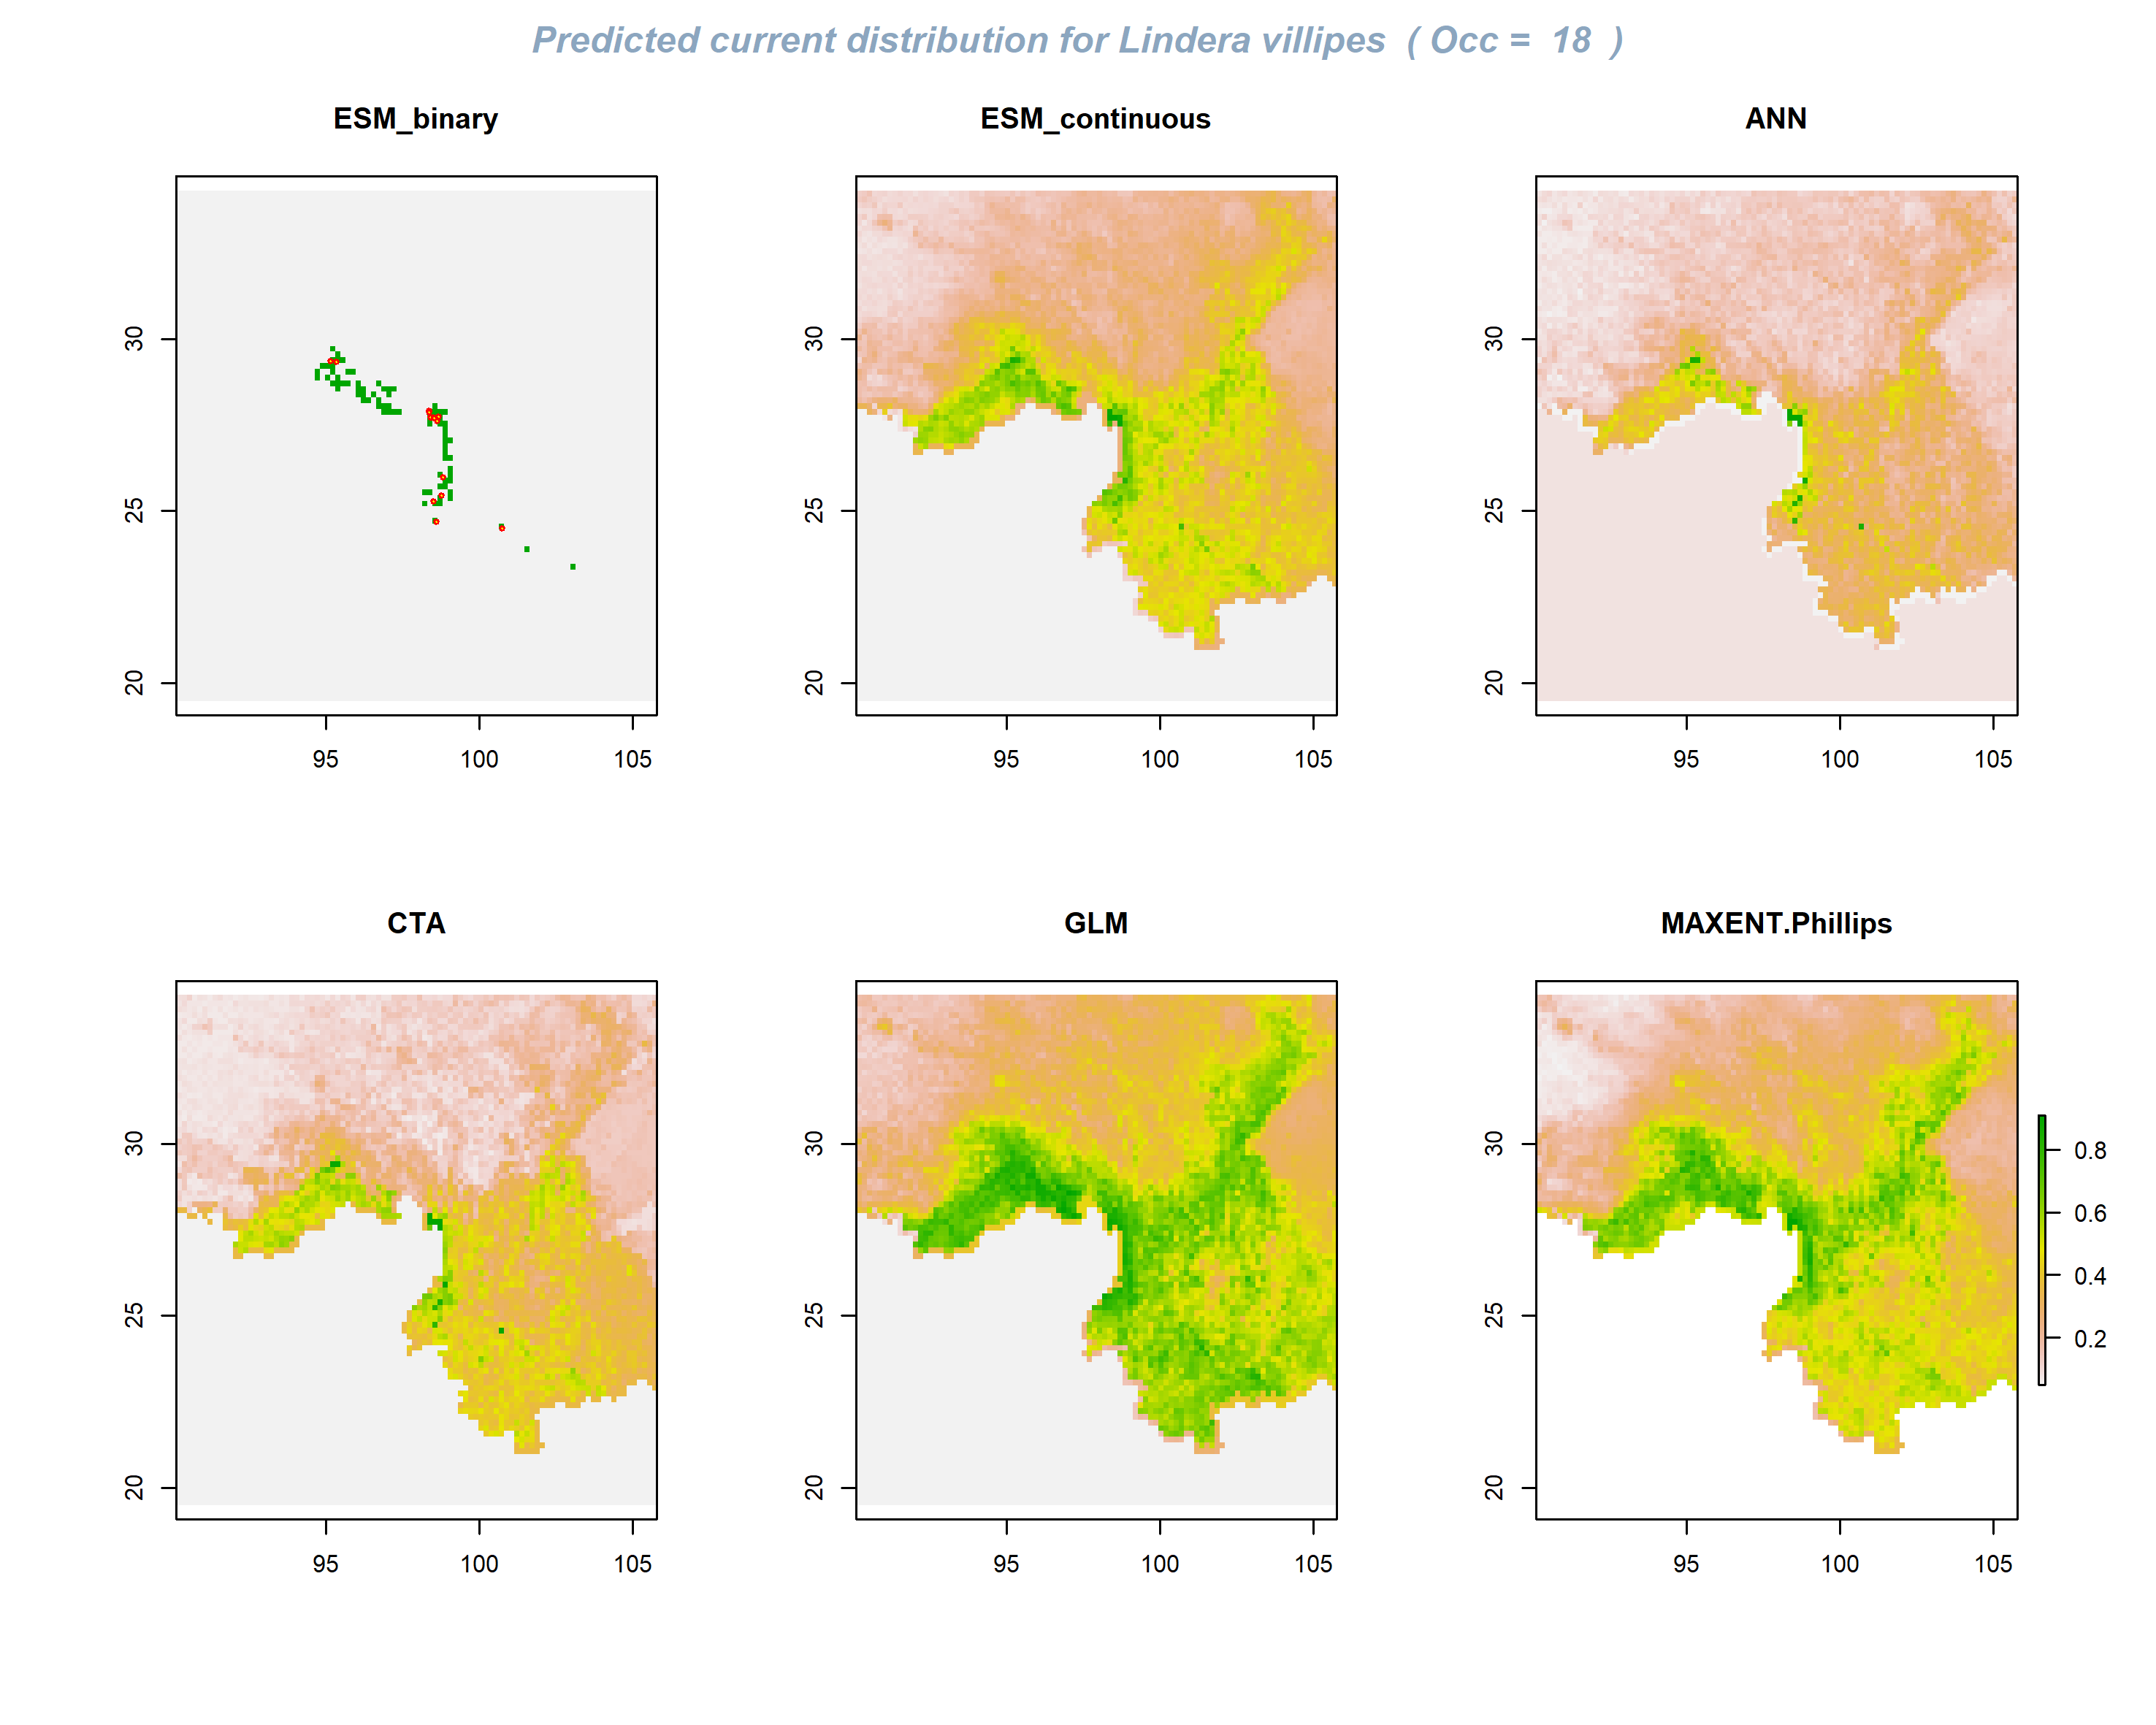 Predicted current distribution for Lindera villipes ( Occ = 18 )
ESM_binary
ESM_continuous
ANN
30
25
20
95 100 105
30
25
20
95 100 105
30
25
20
95 100 105
CTA
GLM
MAXENT.Phillips
30
25
20
95 100 105
30
25
20
95 100 105
30
25
20
95 100 105
0.8
0.6
0.4
0.2